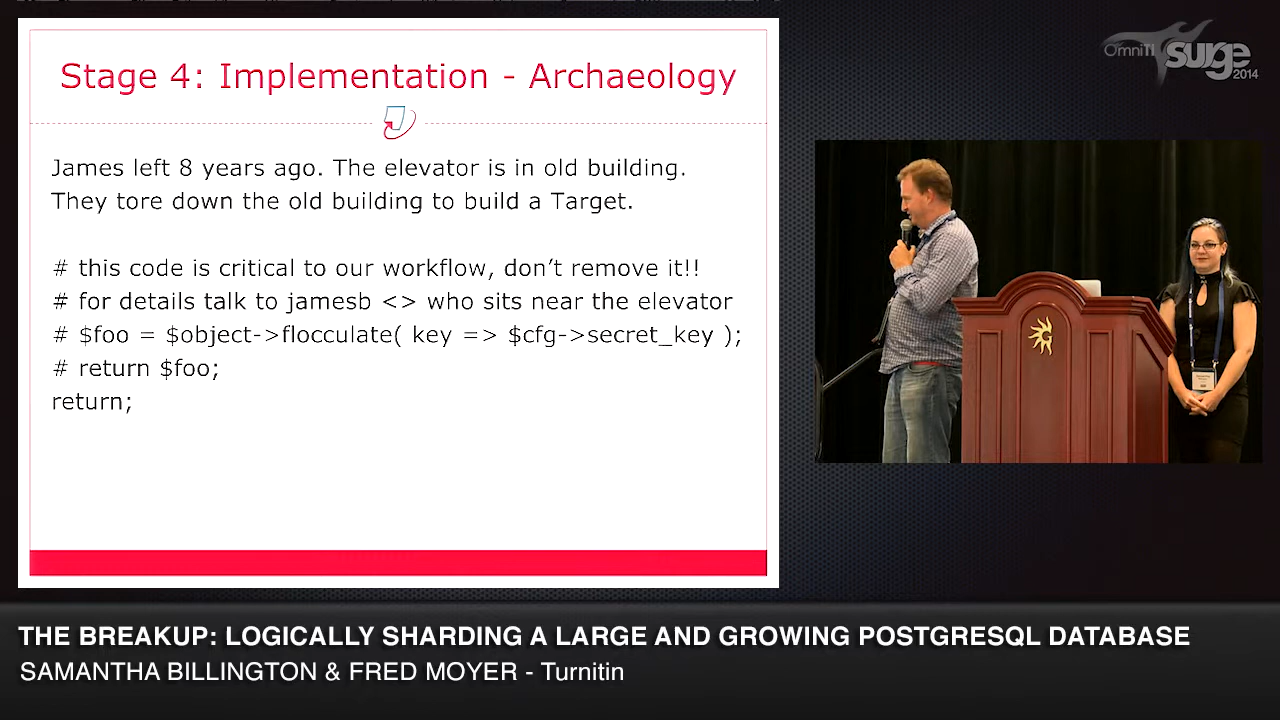 Stage 4: Implementation - Archaeology
James left 8 years ago. The elevator is in old building.
They tore down the old building to build a Target.
# this code is critical to our workflow, don’t remove it!!
# for details talk to jamesb <> who sits near the elevator
# $foo = $object->flocculate( key => $cfg->secret_key );
# return $foo;
return;
OmniTI
surge
2014
THE BREAKUP: LOGICALLY SHARDING A LARGE AND GROWING POSTGRESQL DATABASE
SAMANTHA BILLINGTON & FRED MOYER - Turnitin